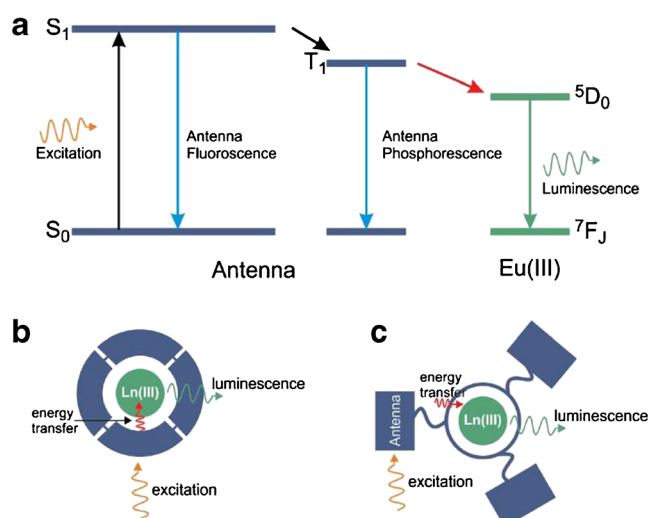 a
S₁
T₁
⁵D₀
Excitation
Antenna
Fluoroscence
Antenna
Phosphorescence
Luminescence
S₀
⁷F_J
Antenna
Eu(III)
b
Ln(III)
luminescence
energy
transfer
excitation
c
energy
transfer
Antenna
Ln(III)
luminescence
excitation